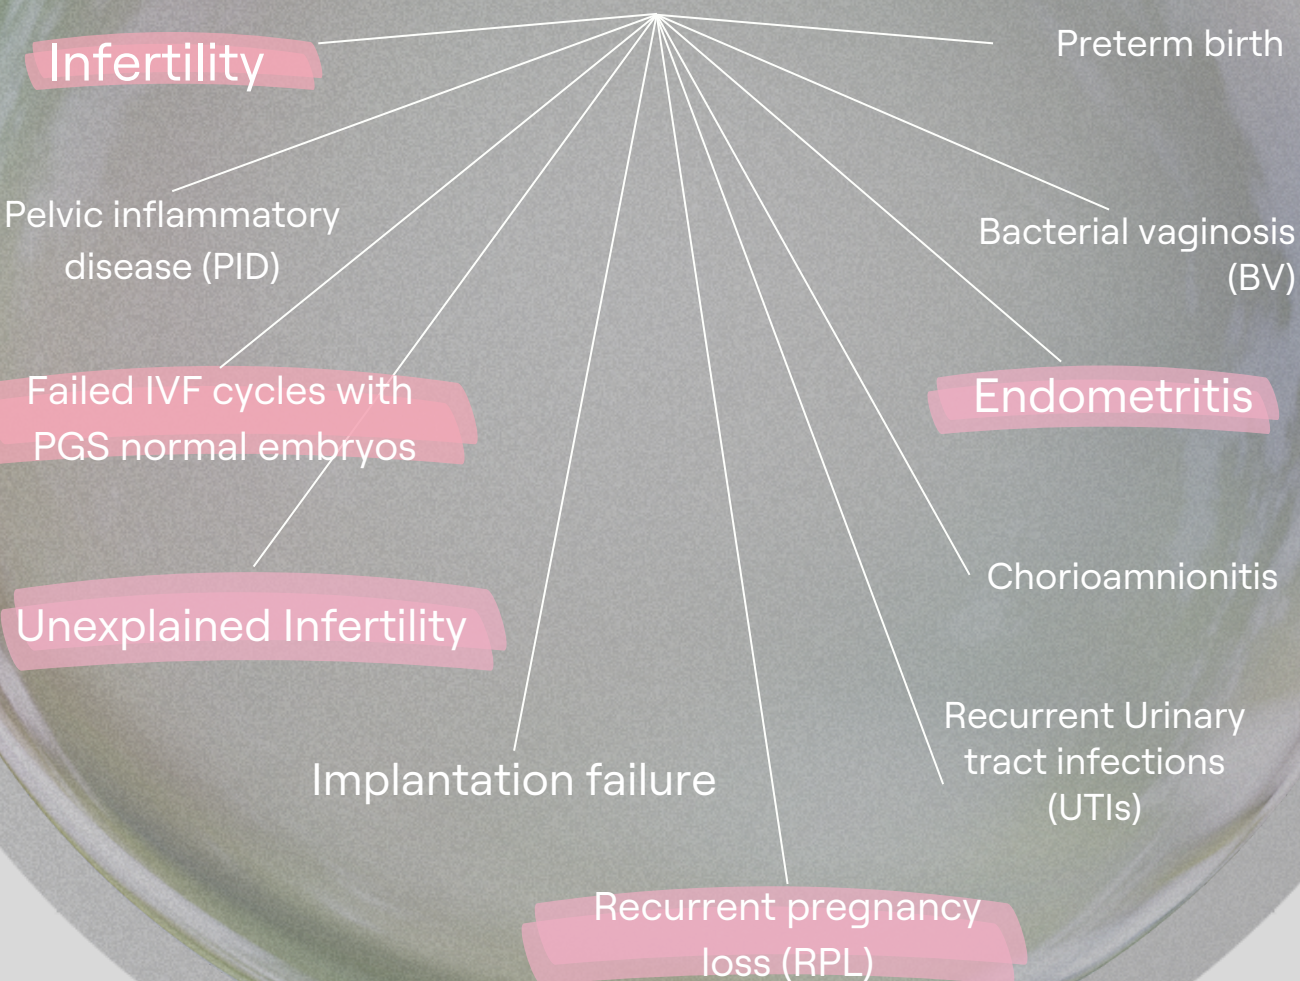 Infertility
Preterm birth
Pelvic inflammatory
disease (PID)
Bacterial vaginosis
(BV)
Failed IVF cycles with
PGS normal embryos
Endometritis
Unexplained Infertility
Chorioamnionitis
Implantation failure
Recurrent Urinary
tract infections
(UTIs)
Recurrent pregnancy
loss (RPL)